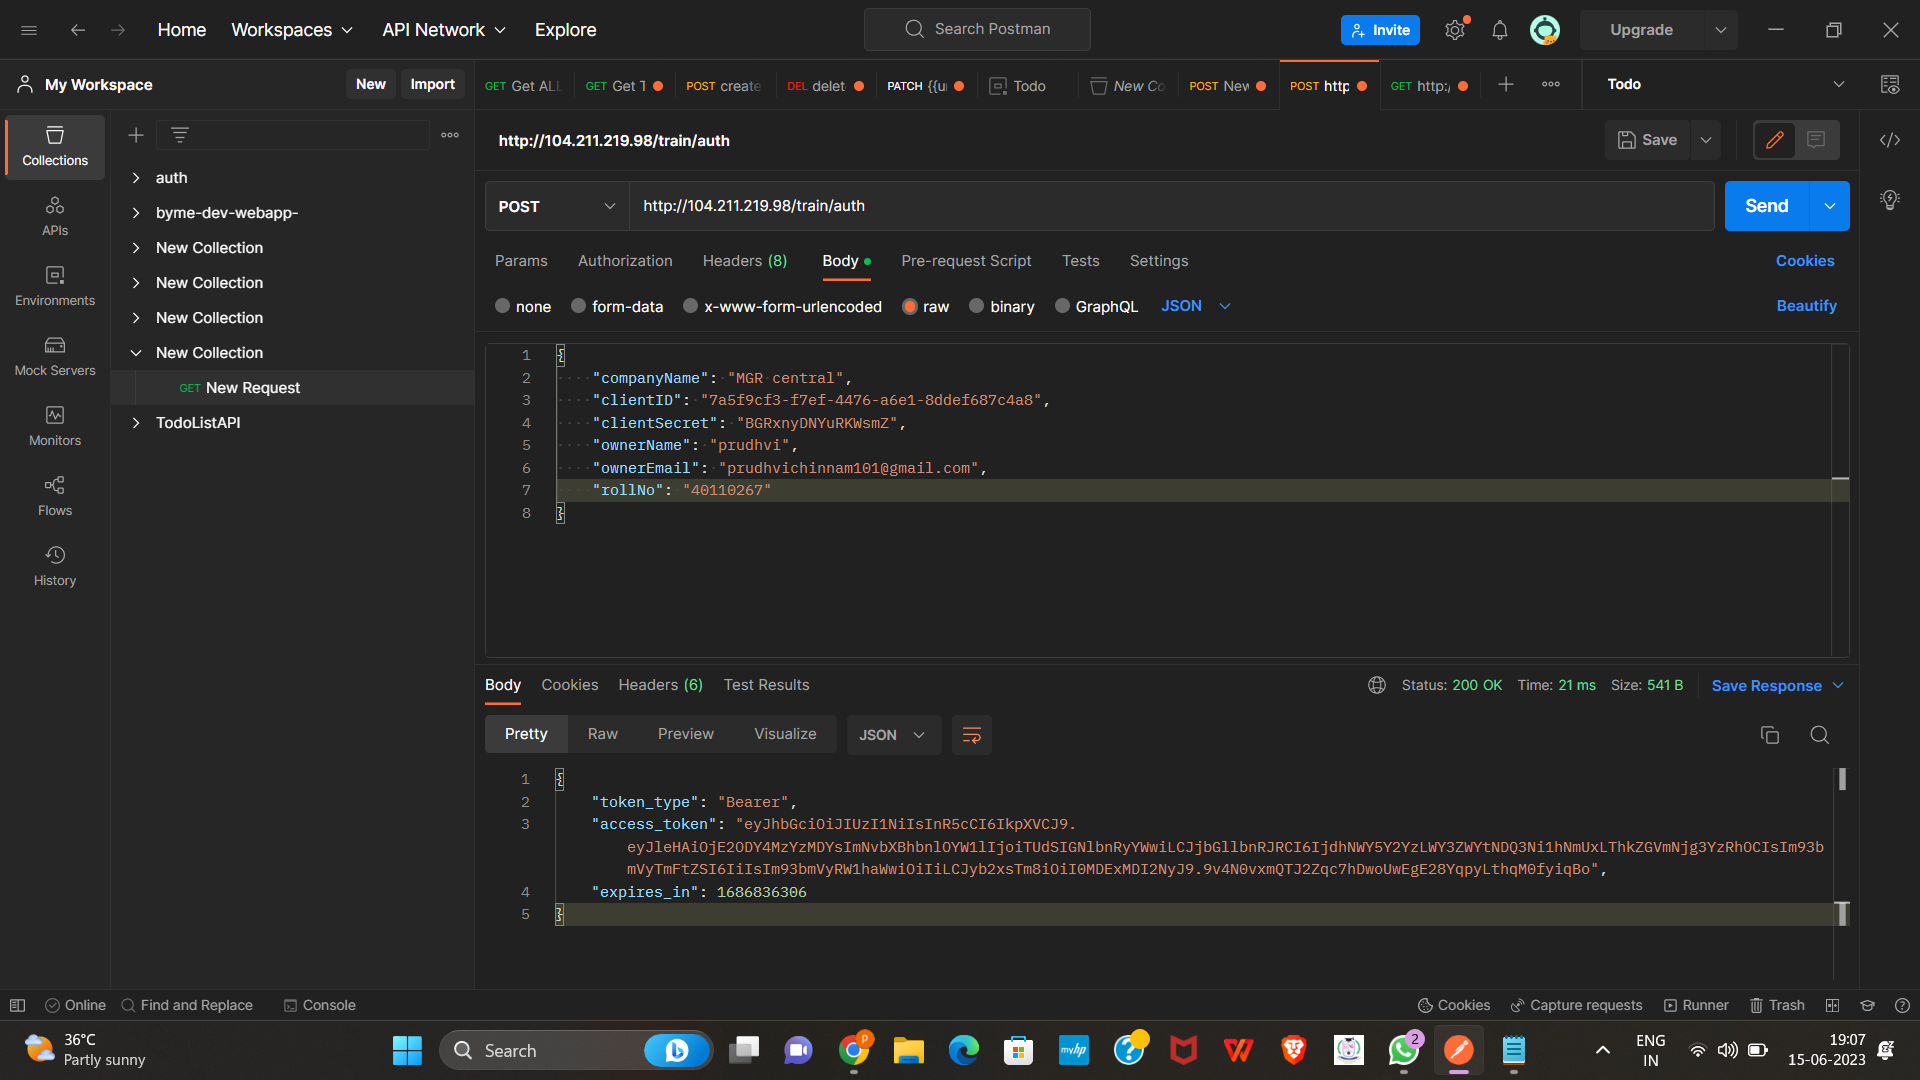 Home Workspaces API Network Explore
Search Postman
Invite Upgrade
My Workspace New Import
GET Get ALL GET Get T POST create DEL delet PATCH {{ur Todo New Co POST New POST http GET http:/ Todo
Collections
APIs
Environments
Mock Servers
Monitors
Flows
History
auth
byme-dev-webapp-
New Collection
New Collection
New Collection
New Collection
GET New Request
TodoListAPI
http://104.211.219.98/train/auth
Save
POST http://104.211.219.98/train/auth Send
Params Authorization Headers (8) Body Pre-request Script Tests Settings Cookies
none form-data x-www-form-urlencoded raw binary GraphQL JSON Beautify
1 {
2 "companyName": "MGR central",
3 "clientID": "7a5f9cf3-f7ef-4476-a6e1-8ddef687c4a8",
4 "clientSecret": "BGRxnyDNYuRKWsmZ",
5 "ownerName": "prudhvi",
6 "ownerEmail": "prudhvichinnam101@gmail.com",
7 "rollNo": "40110267"
8 }
Body Cookies Headers (6) Test Results Status: 200 OK Time: 21 ms Size: 541 B Save Response
Pretty Raw Preview Visualize JSON
1 {
2 "token_type": "Bearer",
3 "access_token": "eyJhbGciOiJIUzI1NiIsInR5cCI6IkpXVCJ9.
eyJleHAiOjE2ODY4MzYzMDYsImNvbXBhbnlOYW1lIjoiTUdSIGNlbnRyYWwiLCJjbGllbnRJRCI6IjdhNWY5Y2YzLWY3ZWYtNDQ3Ni1hNmUxLThkZGVmNjg3YzRhOCIsIm93b
mVyTmFtZSI6IiIsIm93bmVyRW1haWwiOiIiLCJyb2xsTm8iOiI0MDExMDI2NyJ9.9v4N0vxmQTJ2Zqc7hDwoUwEgE28YqpyLthqM0fyiqBo",
4 "expires_in": 1686836306
5 }
Online Find and Replace Console Cookies Capture requests Runner Trash
36°C
Partly sunny
Search
myhp
2
ENG
IN
19:07
15-06-2023